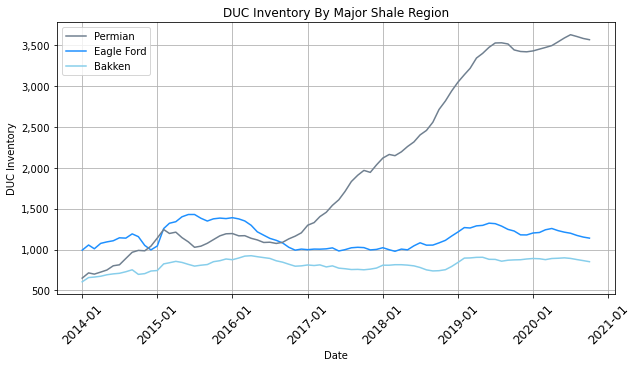 DUC Inventory By Major Shale Region
Permian
Eagle Ford
Bakken
DUC Inventory
3,500
3,000
2,500
2,000
1,500
1,000
500
2014-01
2015-01
2016-01
2017-01
2018-01
2019-01
2020-01
2021-01
Date